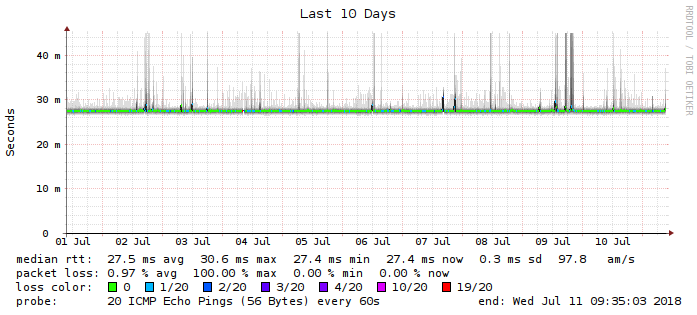 Last 10 Days
RRDTOOL / TOBI OETIKER
Seconds
40 m
30 m
20 m
10 m
0
01 Jul 02 Jul 03 Jul 04 Jul 05 Jul 06 Jul 07 Jul 08 Jul 09 Jul 10 Jul
median rtt: 27.5 ms avg 30.6 ms max 27.4 ms min 27.4 ms now 0.3 ms sd 97.8 am/s
packet loss: 0.97 % avg 100.00 % max 0.00 % min 0.00 % now
loss color: 0 1/20 2/20 3/20 4/20 10/20 19/20
probe: 20 ICMP Echo Pings (56 Bytes) every 60s end: Wed Jul 11 09:35:03 2018